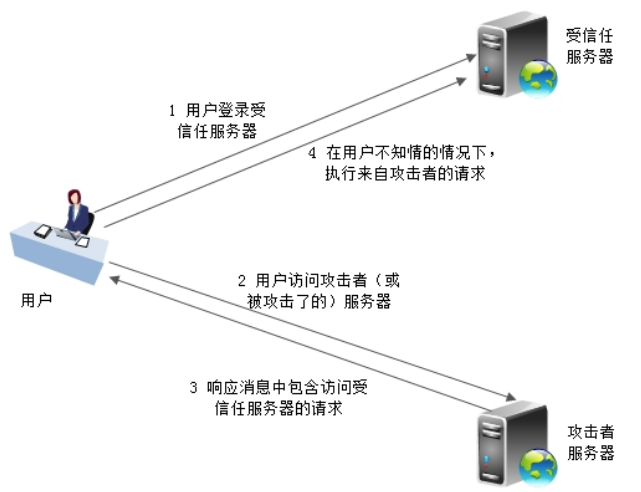 受信任
服务器
1 用户登录受
信任服务器
4 在用户不知情的情况下，
执行来自攻击者的请求
用户
2 用户访问攻击者（或
被攻击了的）服务器
3 响应消息中包含访问受
信任服务器的请求
攻击者
服务器